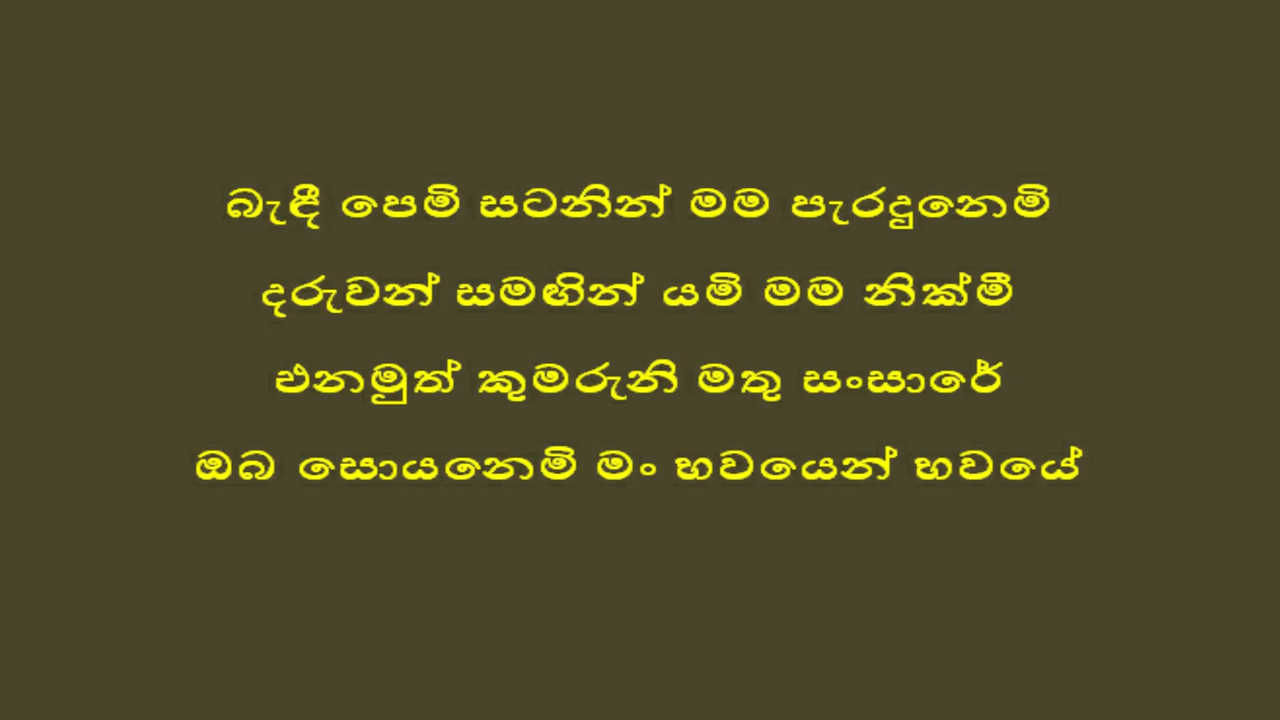 බැඳී පෙමි සටනින් මම පැරදුනෙමි
දරුවන් සමඟින් යමි මම නික්මී
එනමුත් කුමරුනි මතු සංසාරේ
ඔබ සොයනෙමි මං භවයෙන් භවයේ